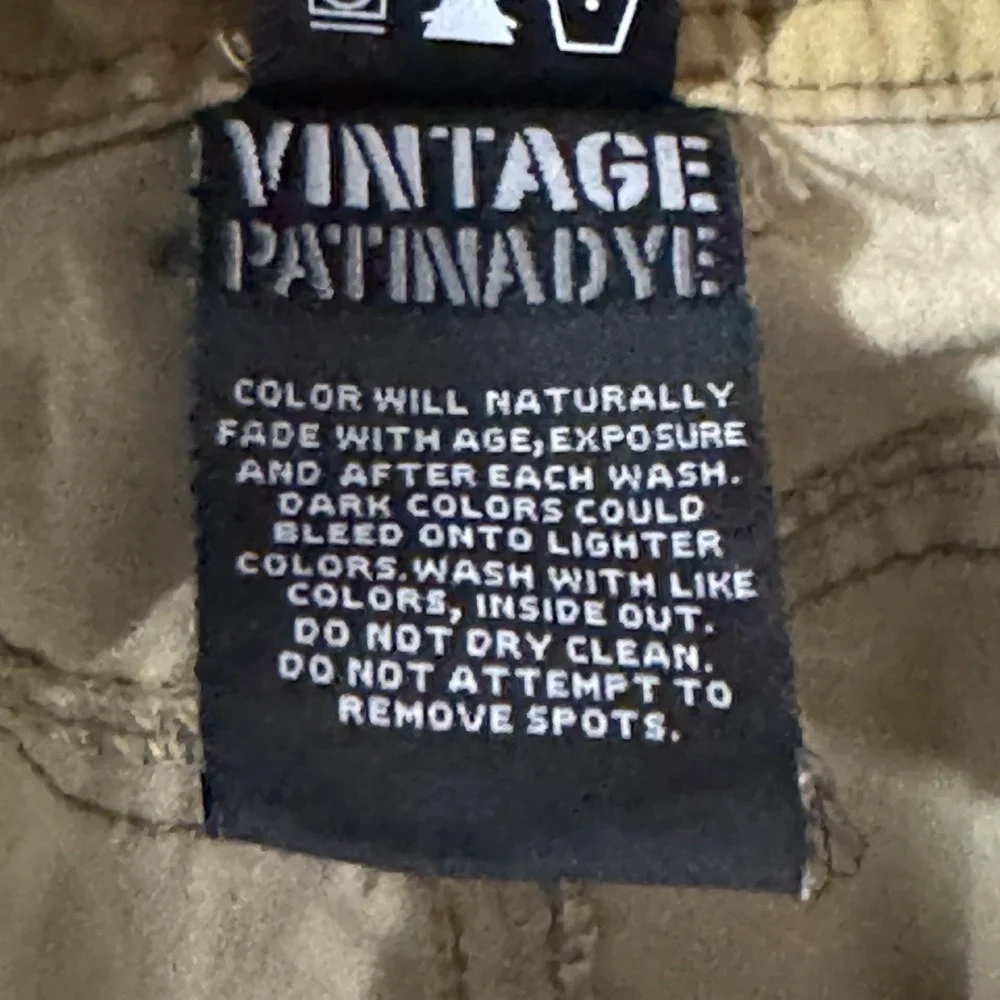 VINTAGE
PATINADYE
COLOR WILL NATURALLY
FADE WITH AGE,EXPOSURE
AND AFTER EACH WASH.
DARK COLORS COULD
BLEED ONTO LIGHTER
COLORS.WASH WITH LIKE
COLORS, INSIDE OUT.
DO NOT DRY CLEAN.
DO NOT ATTEMPT TO
REMOVE SPOTS.